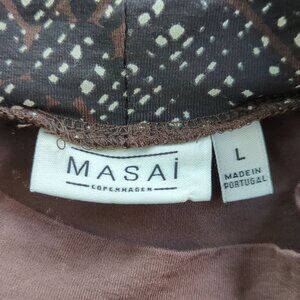 MASAi
COPENHAGEN
L
MADE IN
PORTUGAL